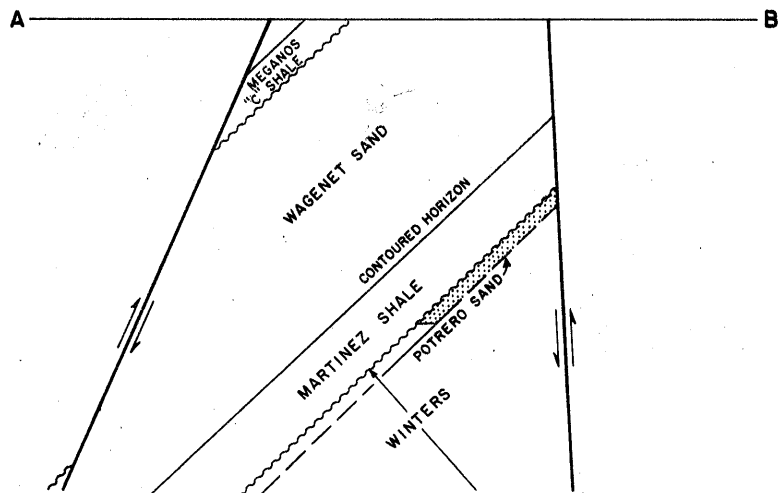 A
B
MEGANOS
"C" SHALE
WAGENET SAND
CONTOURED HORIZON
MARTINEZ SHALE
POTRERO SAND
WINTERS